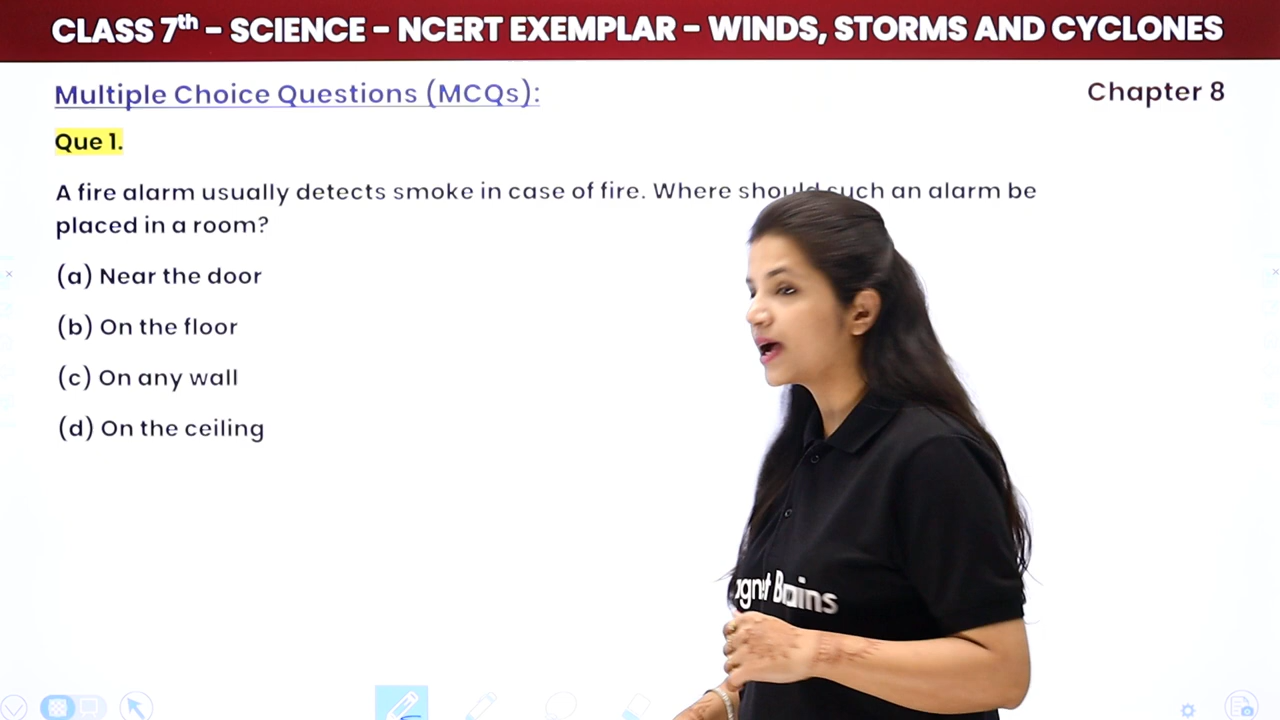 CLASS 7th – SCIENCE – NCERT EXEMPLAR – WINDS, STORMS AND CYCLONES
Multiple Choice Questions (MCQs):
Chapter 8
Que 1.
A fire alarm usually detects smoke in case of fire. Where should such an alarm be
placed in a room?
(a) Near the door
(b) On the floor
(c) On any wall
(d) On the ceiling
Brains